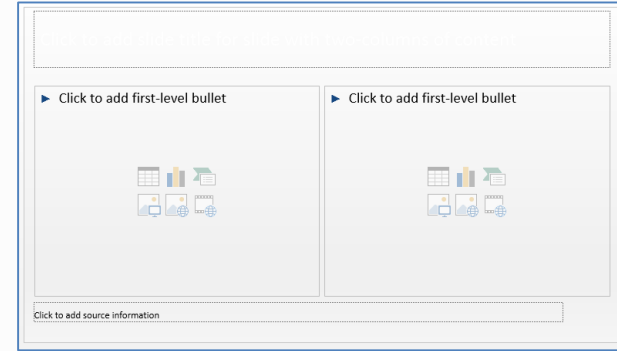 ► Click to add first-level bullet
► Click to add first-level bullet
Click to add source information